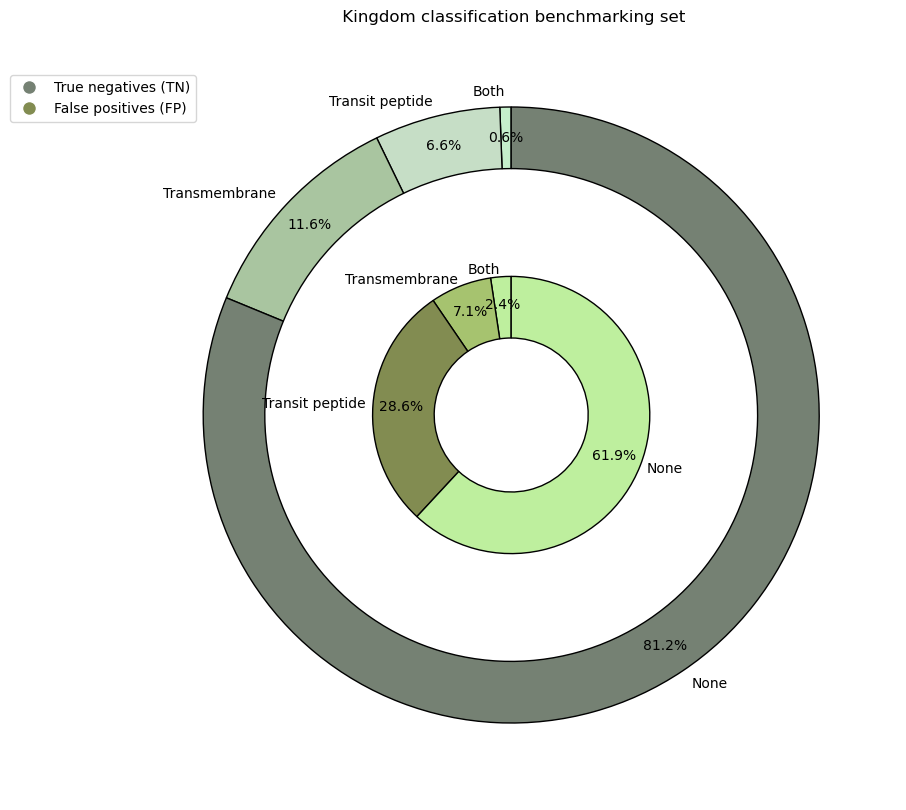 Kingdom classification benchmarking set
True negatives (TN)
False positives (FP)
Both
Transit peptide
0.6%
6.6%
Transmembrane
11.6%
Both
Transmembrane
2.4%
7.1%
Transit peptide
28.6%
61.9%
None
81.2%
None